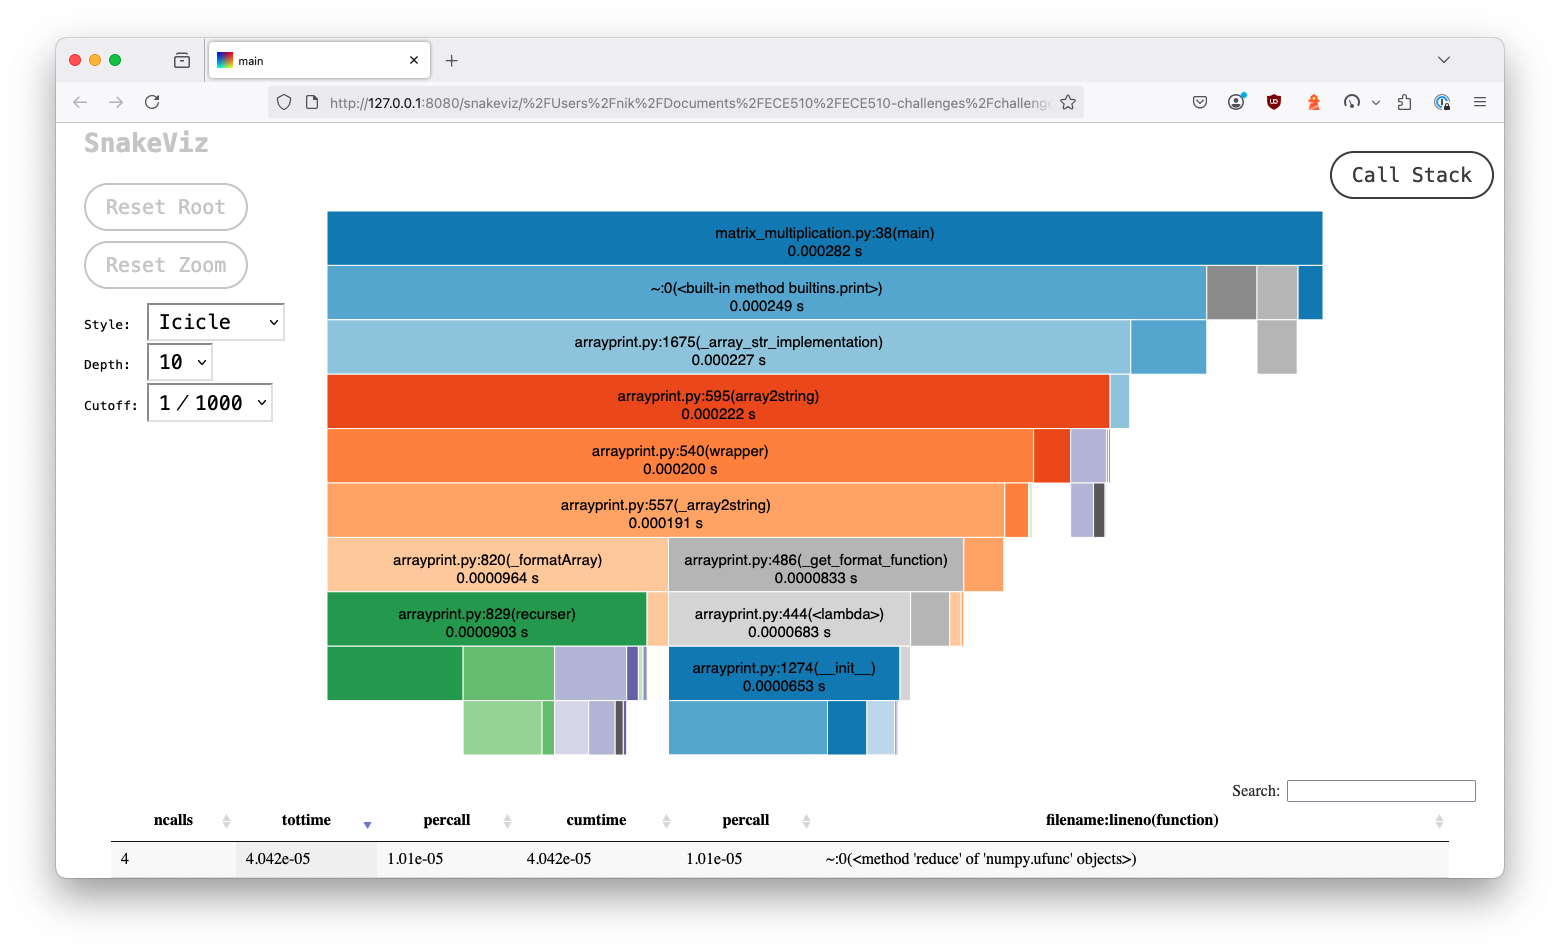 main
http://127.0.0.1:8080/snakeviz/%2FUsers%2Fnik%2FDocuments%2FECE510%2FECE510-challenges%2Fchalleng
SnakeViz
Call Stack
Reset Root
Reset Zoom
Style: Icicle
Depth: 10
Cutoff: 1 / 1000
matrix_multiplication.py:38(main)
0.000282 s
~:0(<built-in method builtins.print>)
0.000249 s
arrayprint.py:1675(_array_str_implementation)
0.000227 s
arrayprint.py:595(array2string)
0.000222 s
arrayprint.py:540(wrapper)
0.000200 s
arrayprint.py:557(_array2string)
0.000191 s
arrayprint.py:820(_formatArray)
0.0000964 s
arrayprint.py:486(_get_format_function)
0.0000833 s
arrayprint.py:829(recurser)
0.0000903 s
arrayprint.py:444(<lambda>)
0.0000683 s
arrayprint.py:1274(__init__)
0.0000653 s
Search:
ncalls tottime percall cumtime percall filename:lineno(function)
4 4.042e-05 1.01e-05 4.042e-05 1.01e-05 ~:0(<method 'reduce' of 'numpy.ufunc' objects>)